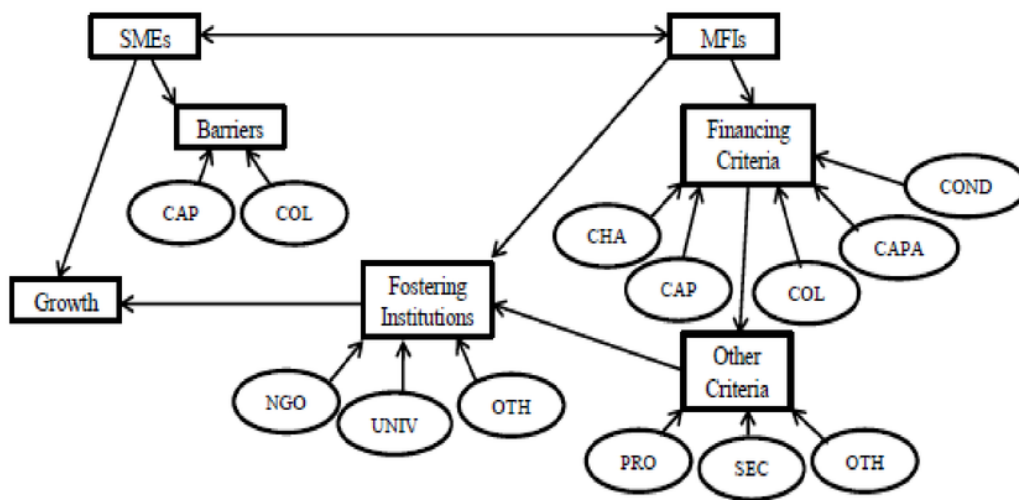 SMEs
MFIs
Barriers
Financing
Criteria
CAP
COL
COND
CHA
CAPA
CAP
COL
Growth
Fostering
Institutions
Other
Criteria
NGO
UNIV
OTH
PRO
SEC
OTH